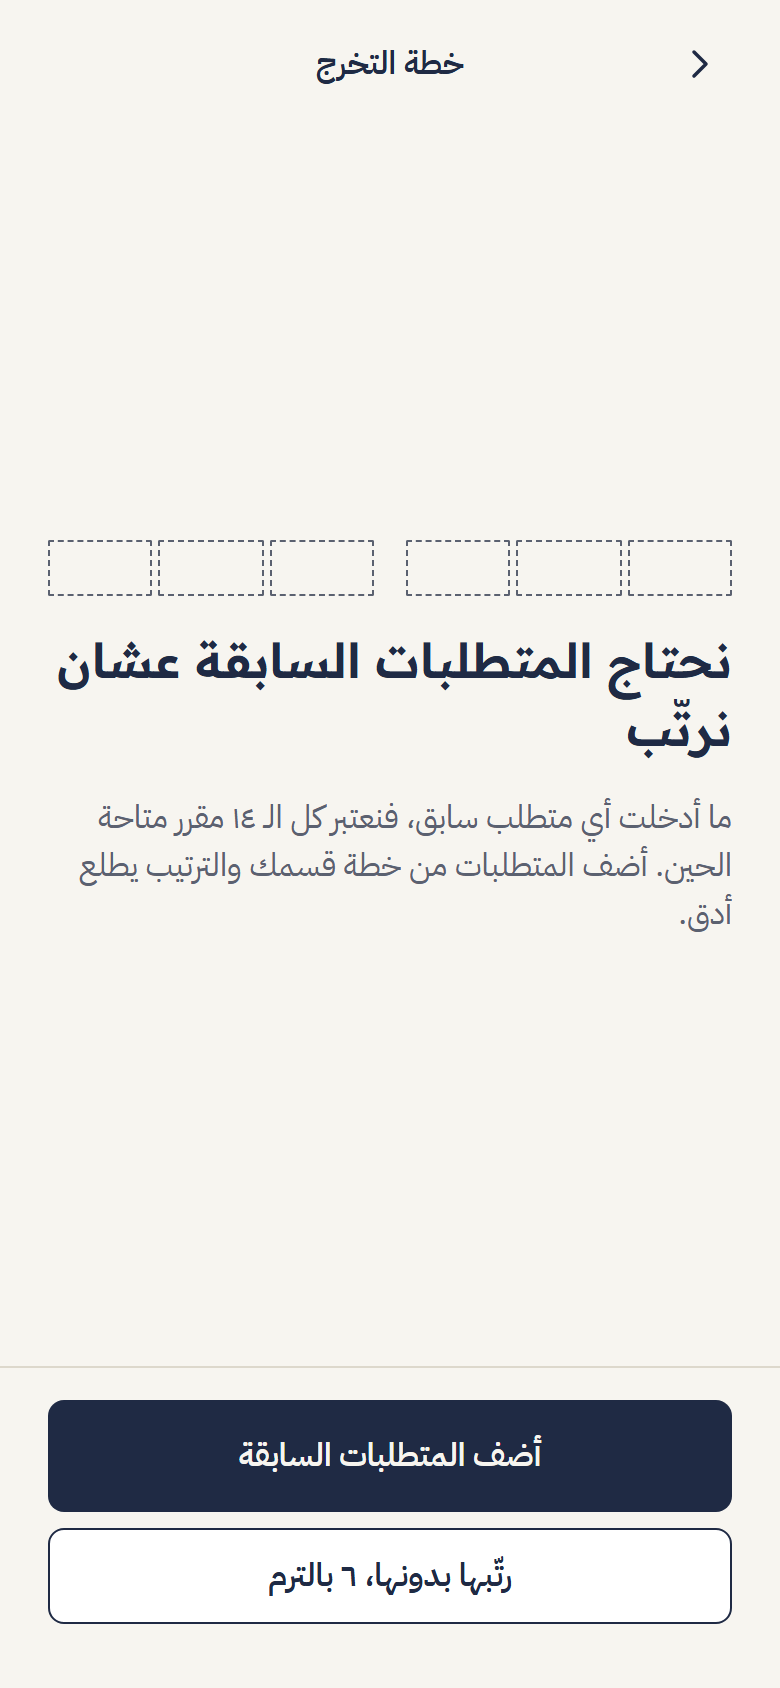 خطة التخرج
نحتاج المتطلبات السابقة عشان
نرتّب
ما أدخلت أي متطلب سابق، فنعتبر كل الـ ١٤ مقرر متاحة
الحين. أضف المتطلبات من خطة قسمك والترتيب يطلع
أدق.
أضف المتطلبات السابقة
رتّبها بدونها، ٦ بالترم